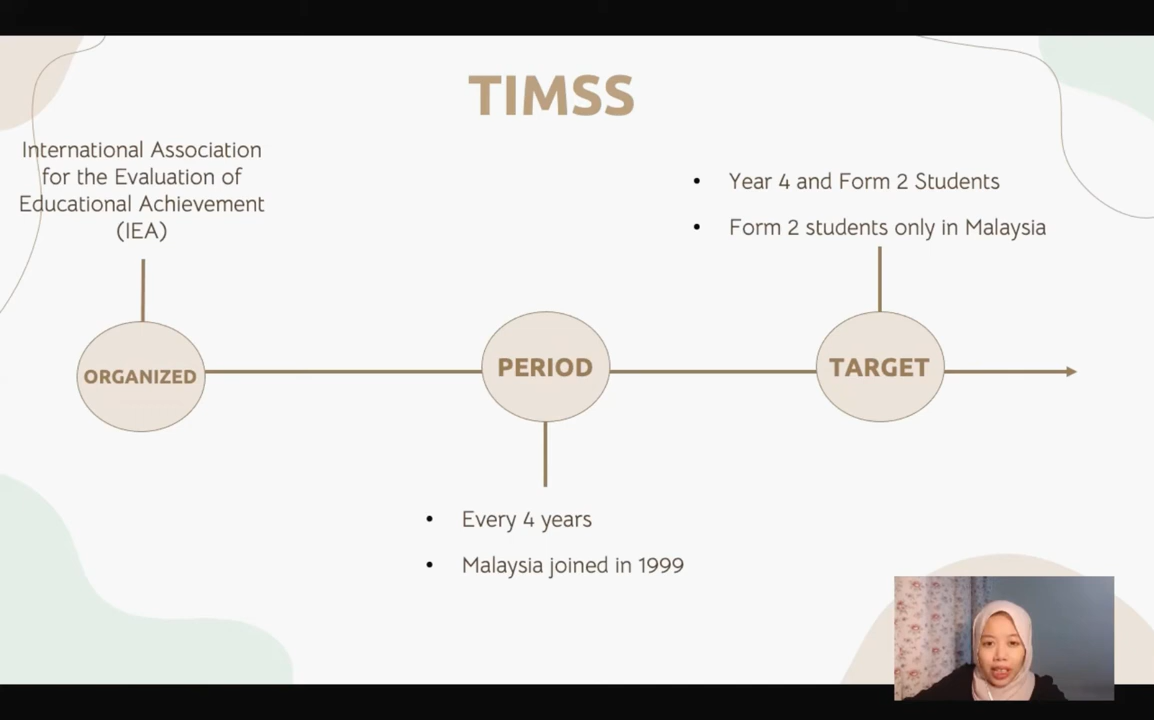 TIMSS
International Association
for the Evaluation of
Educational Achievement
(IEA)
• Year 4 and Form 2 Students
• Form 2 students only in Malaysia
ORGANIZED
PERIOD
TARGET
• Every 4 years
• Malaysia joined in 1999